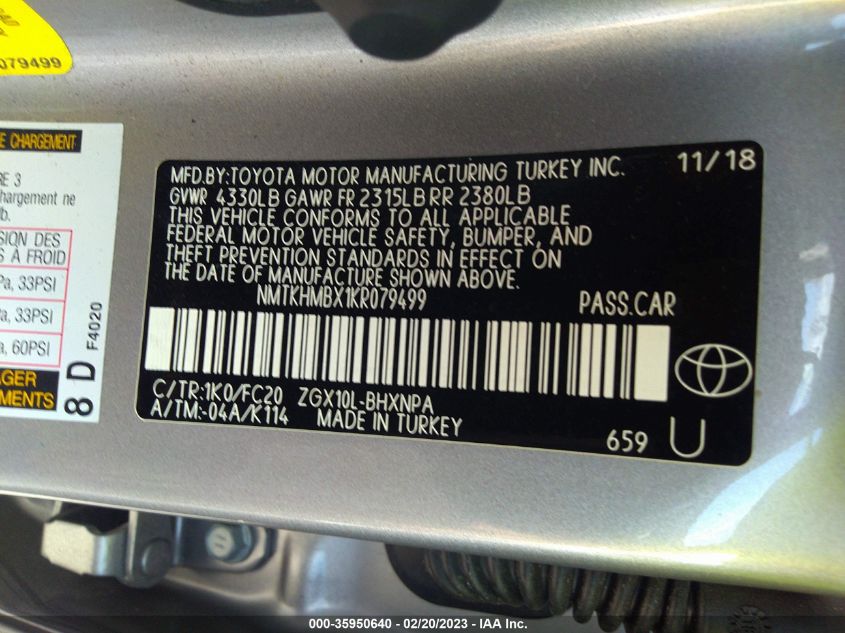 079499
E CHARGEMENT
RE 3
chargement ne
lb.
SION DES
S À FROID
Pa, 33PSI
a, 33PSI
a, 60PSI
AGER
EMENTS
8 D
F4020
MFD.BY:TOYOTA MOTOR MANUFACTURING TURKEY INC. 11/18
GVWR 4330LB GAWR FR 2315LB RR 2380LB
THIS VEHICLE CONFORMS TO ALL APPLICABLE
FEDERAL MOTOR VEHICLE SAFETY, BUMPER, AND
THEFT PREVENTION STANDARDS IN EFFECT ON
THE DATE OF MANUFACTURE SHOWN ABOVE.
NMTKHMBX1KR079499 PASS.CAR
C/TR:1K0/FC20 ZGX10L-BHXNPA
A/TM:-04A/K114 MADE IN TURKEY
659 U
000-35950640 - 02/20/2023 - IAA Inc.